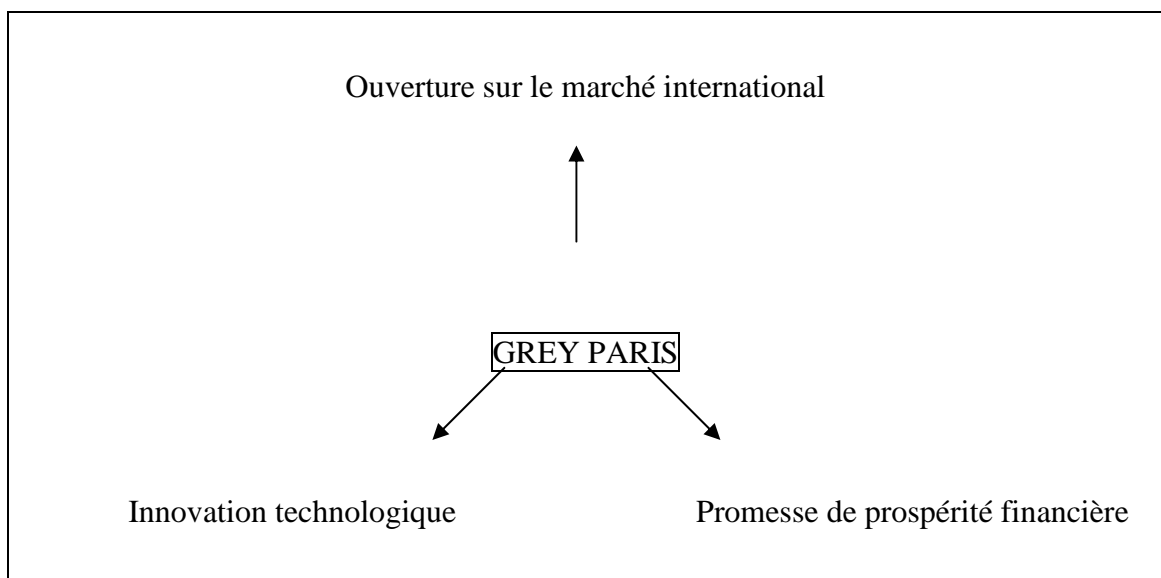 Ouverture sur le marché international
GREY PARIS
Innovation technologique
Promesse de prospérité financière